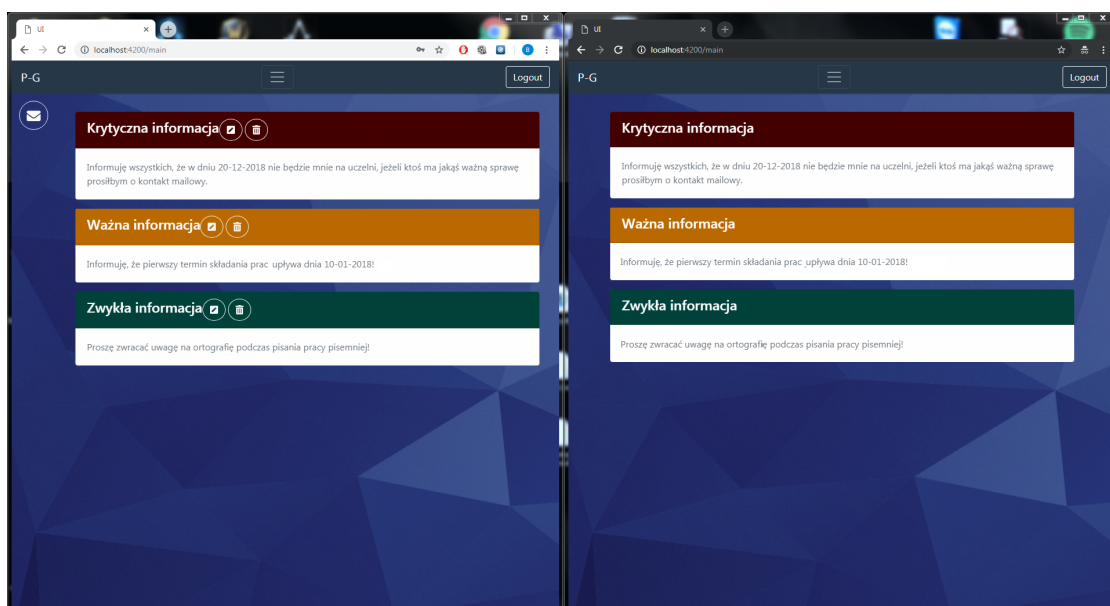 UI
localhost:4200/main
P-G
Logout
Krytyczna informacja
Informuję wszystkich, że w dniu 20-12-2018 nie będzie mnie na uczelni, jeżeli ktoś ma jakąś ważną sprawę
prosiłbym o kontakt mailowy.
Ważna informacja
Informuję, że pierwszy termin składania prac upływa dnia 10-01-2018!
Zwykła informacja
Proszę zwracać uwagę na ortografię podczas pisania pracy pisemniej!
UI
localhost:4200/main
P-G
Logout
Krytyczna informacja
Informuję wszystkich, że w dniu 20-12-2018 nie będzie mnie na uczelni, jeżeli ktoś ma jakąś ważną sprawę
prosiłbym o kontakt mailowy.
Ważna informacja
Informuję, że pierwszy termin składania prac upływa dnia 10-01-2018!
Zwykła informacja
Proszę zwracać uwagę na ortografię podczas pisania pracy pisemniej!